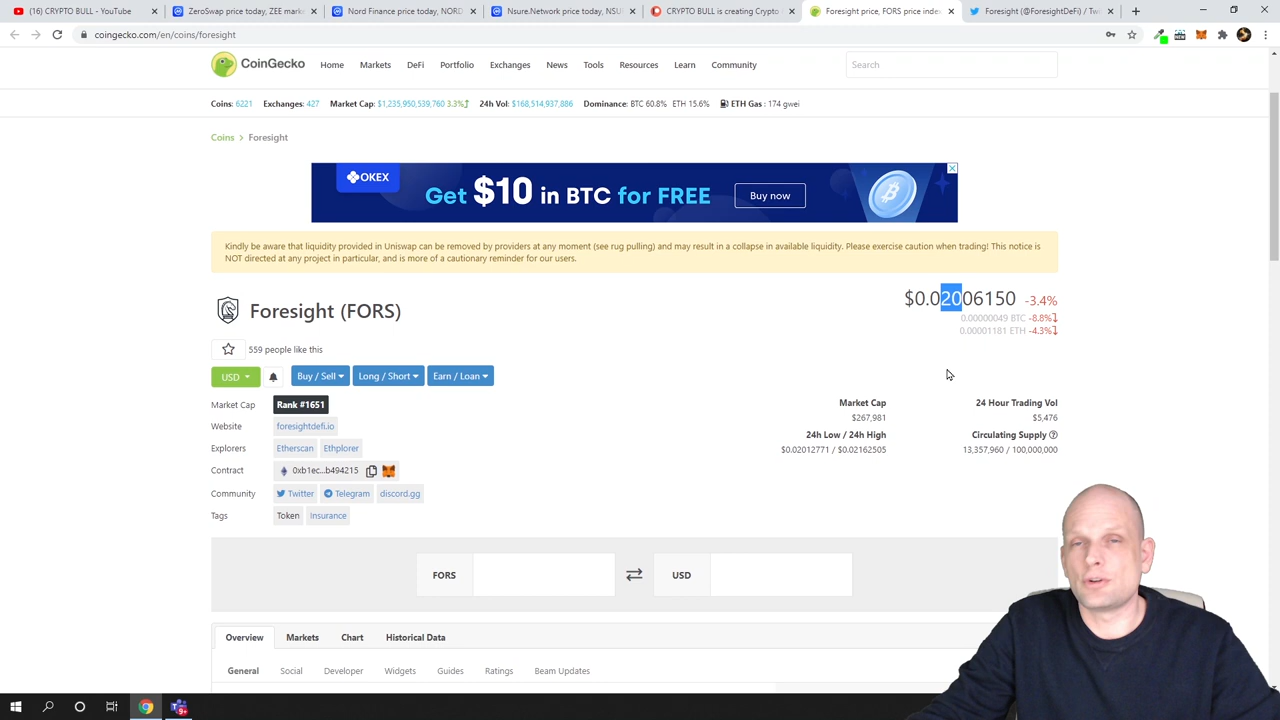 (16) CRYPTO BULL - YouTube
ZeroSwap price today, ZEE marke
Nord Finance price today, NORD
Nsure.Network price today, NSU
CRYPTO BULL is creating Crypto
Foresight price, FORS price index
Foresight (@ForesightDeFi) / Twi
coingecko.com/en/coins/foresight
CoinGecko
Home Markets DeFi Portfolio Exchanges News Tools Resources Learn Community
Search
Coins: 6221 Exchanges: 427 Market Cap: $1,235,950,539,760 3.3% 24h Vol: $168,514,937,886 Dominance: BTC 60.8% ETH 15.6% ETH Gas : 174 gwei
Coins > Foresight
OKEX
Get $10 in BTC for FREE
Buy now
Kindly be aware that liquidity provided in Uniswap can be removed by providers at any moment (see rug pulling) and may result in a collapse in available liquidity. Please exercise caution when trading! This notice is
NOT directed at any project in particular, and is more of a cautionary reminder for our users.
Foresight (FORS)
$0.02006150 -3.4%
0.00000049 BTC -8.8%
0.00001181 ETH -4.3%
559 people like this
USD
Buy / Sell
Long / Short
Earn / Loan
Market Cap Rank #1651
Website foresightdefi.io
Explorers Etherscan Ethplorer
Contract 0xb1ec...b494215
Community Twitter Telegram discord.gg
Tags Token Insurance
Market Cap
$267,981
24 Hour Trading Vol
$5,476
24h Low / 24h High
$0.02012771 / $0.02162505
Circulating Supply
13,357,960 / 100,000,000
FORS
USD
Overview Markets Chart Historical Data
General Social Developer Widgets Guides Ratings Beam Updates
9+